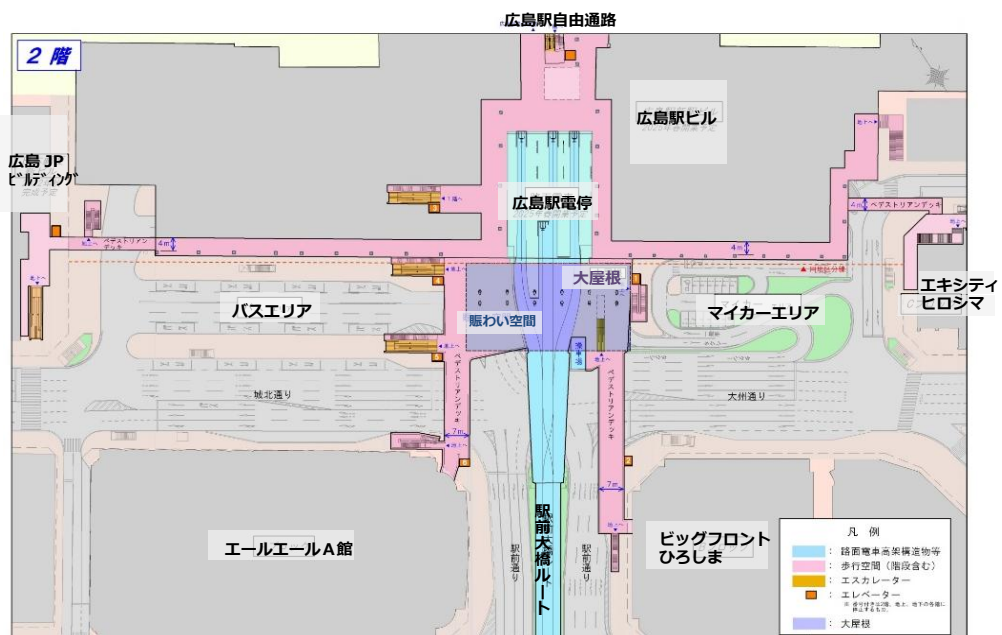 広島駅自由通路
2 階
広島駅ビル
広島 JP
ビルディング
広島駅電停
4m
ペデストリアン
デッキ
4m
4m
ペデストリアンデッキ
地上へ
大屋根
賑わい空間
バスエリア
マイカーエリア
エキシティ
ヒロシマ
城北通り
大州通り
ペデストリアンデッキ
ペデストリアンデッキ
7m
7m
地上へ
エールエールA館
駅前大橋ルート
駅前通り
駅前通り
ビッグフロント
ひろしま
凡 例
: 路面電車高架構造物等
: 歩行空間（階段含む）
: エスカレーター
: エレベーター
: 大屋根